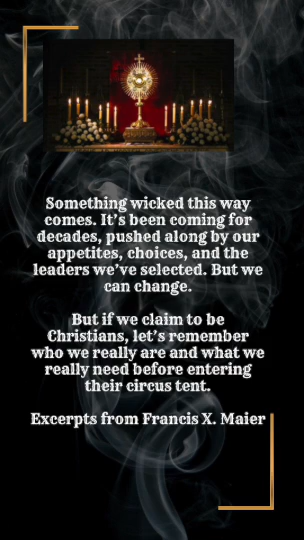 Something wicked this way
comes. It's been coming for
decades, pushed along by our
appetites, choices, and the
leaders we've selected. But we
can change.
But if we claim to be
Christians, let's remember
who we really are and what we
really need before entering
their circus tent.
Excerpts from Francis X. Maier